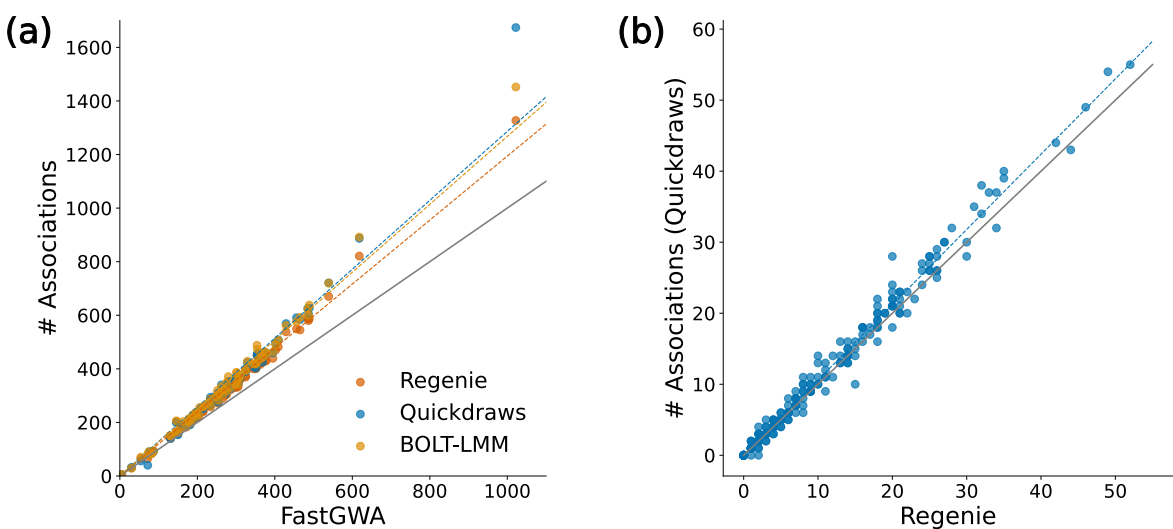 (a)
# Associations
1600
1400
1200
1000
800
600
400
200
0
0 200 400 600 800 1000
FastGWA
Regenie
Quickdraws
BOLT-LMM
(b)
# Associations (Quickdraws)
60
50
40
30
20
10
0
0 10 20 30 40 50
Regenie